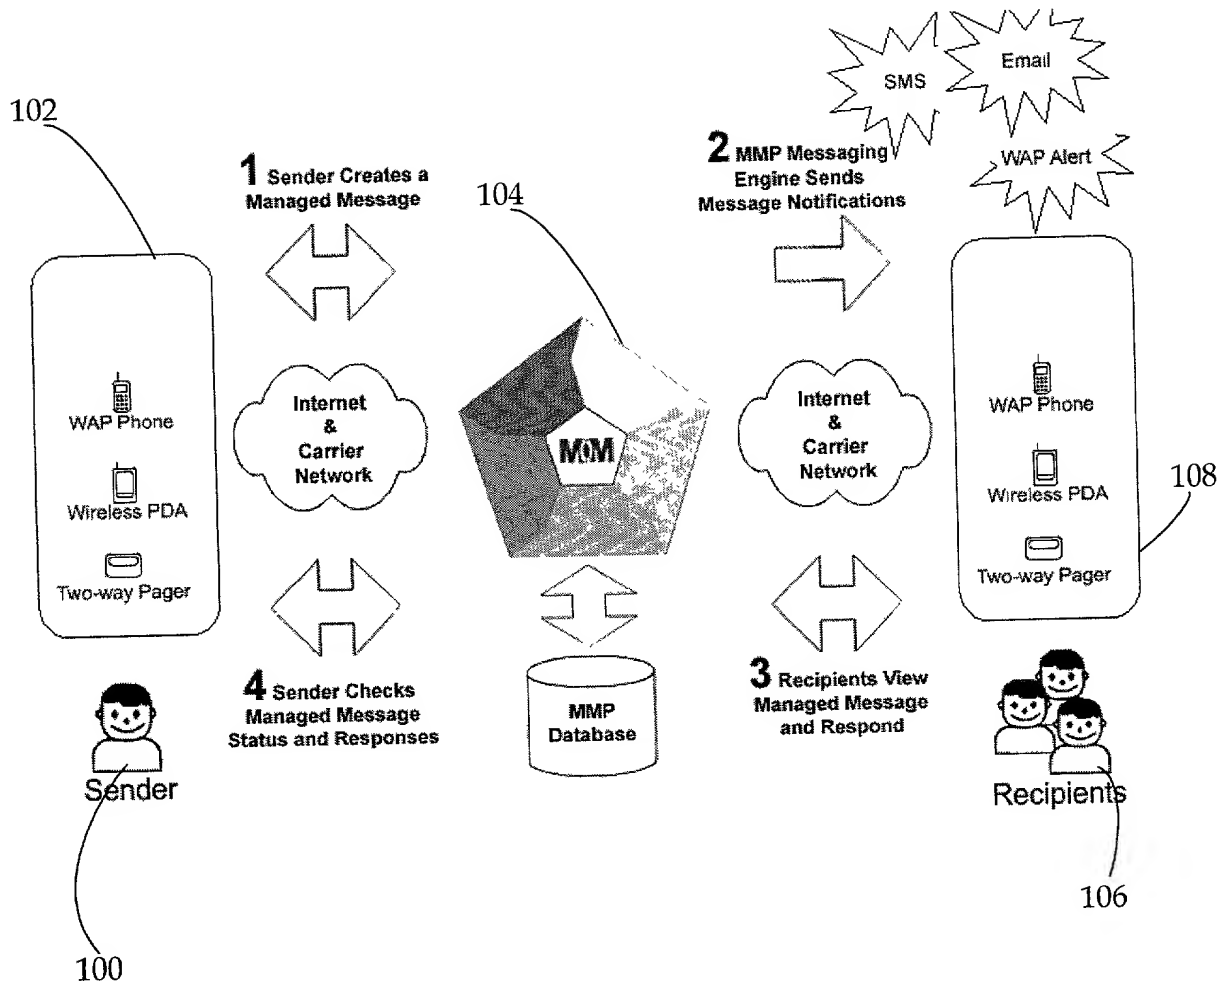 SMS
Email
WAP Alert
102
1 Sender Creates a
Managed Message
104
2 MMP Messaging
Engine Sends
Message Notifications
WAP Phone
Wireless PDA
Two-way Pager
Internet
&
Carrier
Network
Internet
&
Carrier
Network
WAP Phone
Wireless PDA
Two-way Pager
108
4 Sender Checks
Managed Message
Status and Responses
MMP
Database
3 Recipients View
Managed Message
and Respond
Sender
Recipients
100
106